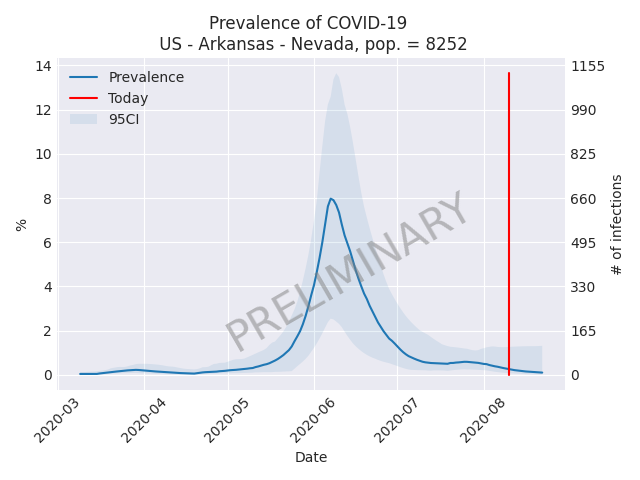 Prevalence of COVID-19
US - Arkansas - Nevada, pop. = 8252
Prevalence
Today
95CI
14
12
10
8
6
4
2
0
%
1155
990
825
660
495
330
165
0
# of infections
PRELIMINARY
2020-03
2020-04
2020-05
2020-06
2020-07
2020-08
Date